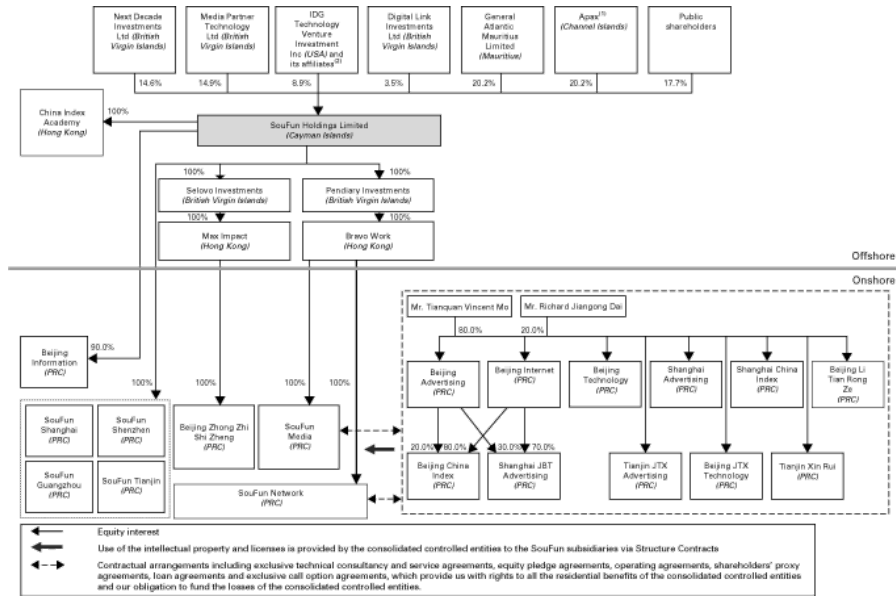 Next Decade
Investments
Ltd (British
Virgin Islands)
Media Partner
Technology
Ltd (British
Virgin Islands)
IDG
Technology
Venture
Investment
Inc (USA) and
its affiliates(2)
Digital Link
Investments
Ltd (British
Virgin Islands)
General
Atlantic
Mauritius
Limited
(Mauritius)
Apax(1)
(Channel Islands)
Public
shareholders
14.6%
14.9%
8.9%
3.5%
20.2%
20.2%
17.7%
China Index
Academy
(Hong Kong)
100%
SouFun Holdings Limited
(Cayman Islands)
100%
100%
Selovo Investments
(British Virgin Islands)
Pendiary Investments
(British Virgin Islands)
100%
100%
Max Impact
(Hong Kong)
Bravo Work
(Hong Kong)
Offshore
Onshore
Mr. Tianquan Vincent Mo
Mr. Richard Jiangong Dai
80.0%
20.0%
Beijing
Information
(PRC)
90.0%
Beijing
Advertising
(PRC)
Beijing Internet
(PRC)
Beijing
Technology
(PRC)
Shanghai
Advertising
(PRC)
Shanghai China
Index
(PRC)
Beijing Li
Tian Rong
Ze
(PRC)
100%
100%
100%
100%
SouFun
Shanghai
(PRC)
SouFun
Shenzhen
(PRC)
SouFun
Guangzhou
(PRC)
SouFun Tianjin
(PRC)
Beijing Zhong Zhi
Shi Zheng
(PRC)
SouFun
Media
(PRC)
SouFun Network
(PRC)
20.0%
80.0%
30.0%
70.0%
Beijing China
Index
(PRC)
Shanghai JBT
Advertising
(PRC)
Tianjin JTX
Advertising
(PRC)
Beijing JTX
Technology
(PRC)
Tianjin Xin Rui
(PRC)
Equity interest
Use of the intellectual property and licenses is provided by the consolidated controlled entities to the SouFun subsidiaries via Structure Contracts
Contractual arrangements including exclusive technical consultancy and service agreements, equity pledge agreements, operating agreements, shareholders' proxy
agreements, loan agreements and exclusive call option agreements, which provide us with rights to all the residential benefits of the consolidated controlled entities
and our obligation to fund the losses of the consolidated controlled entities.